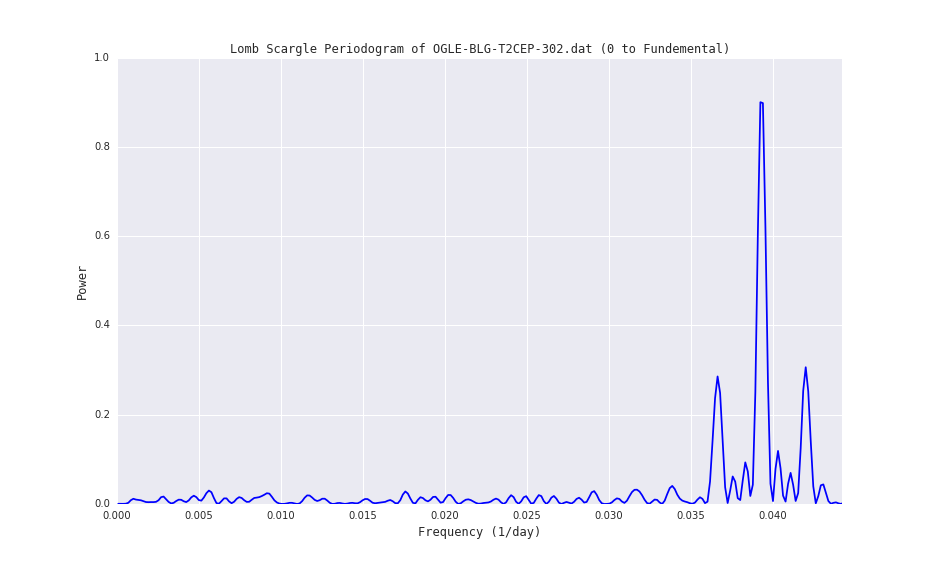 Lomb Scargle Periodogram of OGLE-BLG-T2CEP-302.dat (0 to Fundemental)
1.0
0.8
0.6
0.4
0.2
0.0
Power
0.000 0.005 0.010 0.015 0.020 0.025 0.030 0.035 0.040
Frequency (1/day)